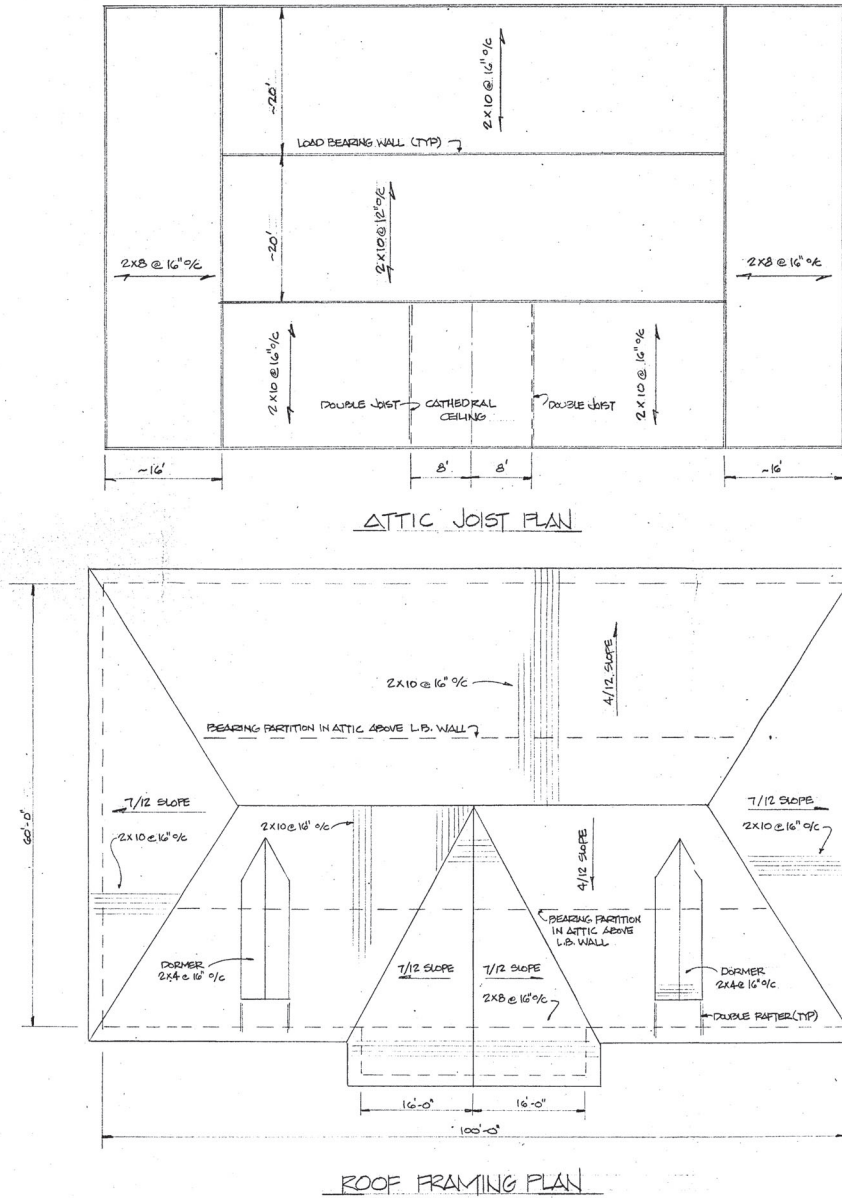 2X10 @ 16" O/C
~20'
LOAD BEARING WALL (TYP)
~20'
2X10 @ 12" O/C
2X8 @ 16" O/C
2X8 @ 16" O/C
2X10 @ 16" O/C
2X10 @ 16" O/C
DOUBLE JOIST
CATHEDRAL
CEILING
DOUBLE JOIST
~16'
8'
8'
~16'
ATTIC JOIST PLAN
4/12 SLOPE
2X10 @ 16" O/C
BEARING PARTITION IN ATTIC ABOVE L.B. WALL
60'-0"
7/12 SLOPE
2X10 @ 16" O/C
2X10 @ 16" O/C
7/12 SLOPE
2X10 @ 16" O/C
4/12 SLOPE
BEARING PARTITION
IN ATTIC ABOVE
L.B. WALL
DORMER
2X4 @ 16" O/C
7/12 SLOPE
7/12 SLOPE
2X8 @ 16" O/C
DORMER
2X4 @ 16" O/C
DOUBLE RAFTER (TYP)
16'-0"
16'-0"
100'-0"
ROOF FRAMING PLAN